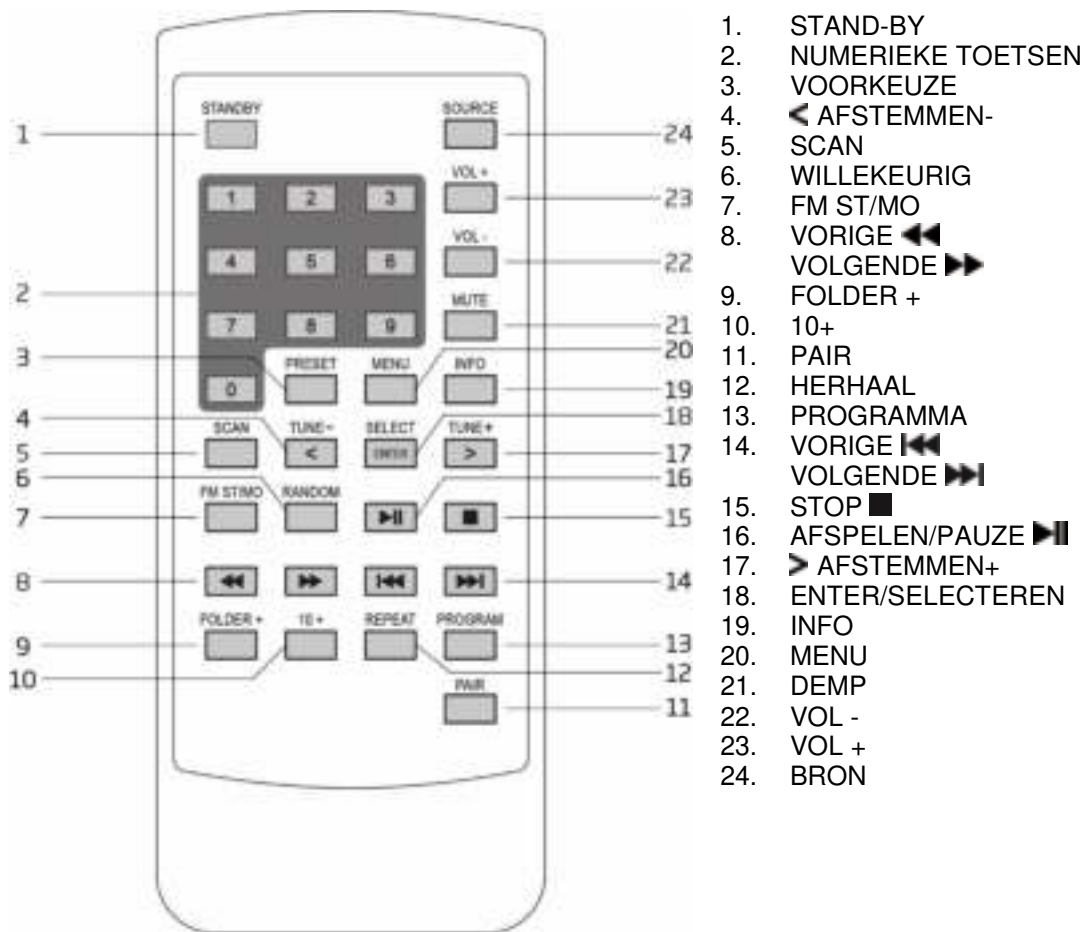 STANDBY SOURCE
1 24
VOL +
1 2 3 23
VOL -
4 5 6 22
2
MUTE
7 8 9 21
3 PRESET MENU INFO 20
0 19
4 18
SCAN TUNE- SELECT TUNE+
5 < ENTER > 17
6 16
FM ST/MO RANDOM
7 ▶II ■ 15
8 ◀◀ ▶▶ I◀◀ ▶▶I 14
FOLDER + 10 + REPEAT PROGRAM
9 13
10 12
PAIR
11
1. STAND-BY
2. NUMERIEKE TOETSEN
3. VOORKEUZE
4. < AFSTEMMEN-
5. SCAN
6. WILLEKEURIG
7. FM ST/MO
8. VORIGE ◀◀
VOLGENDE ▶▶
9. FOLDER +
10. 10+
11. PAIR
12. HERHAAL
13. PROGRAMMA
14. VORIGE I◀◀
VOLGENDE ▶▶I
15. STOP ■
16. AFSPELEN/PAUZE ▶II
17. > AFSTEMMEN+
18. ENTER/SELECTEREN
19. INFO
20. MENU
21. DEMP
22. VOL -
23. VOL +
24. BRON